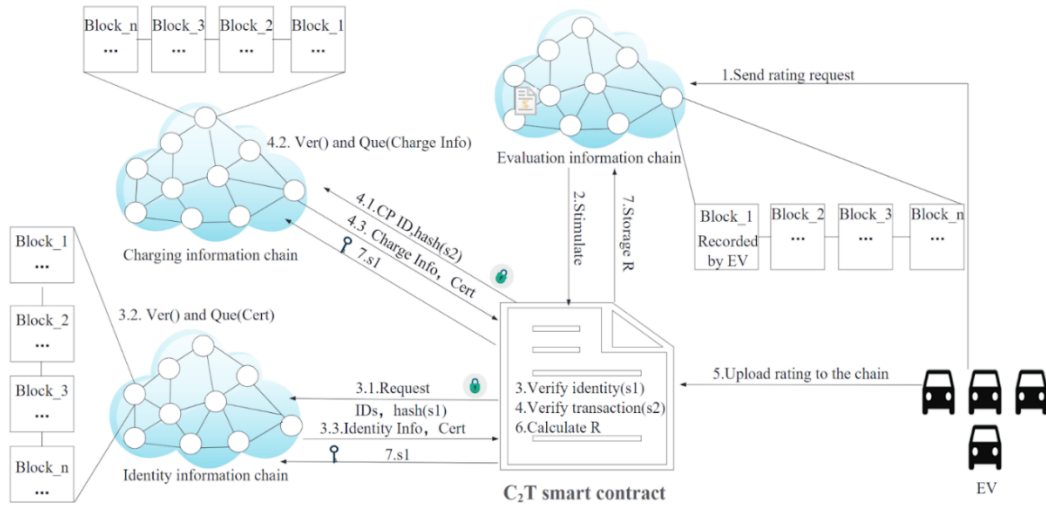 Block_n
...
Block_3
...
Block_2
...
Block_1
...
1.Send rating request
4.2. Ver() and Que(Charge Info)
Evaluation information chain
4.1.CP ID,hash(s2)
4.3. Charge Info， Cert
7.s1
2.Stimulate
7.Storage R
Block_1
Recorded
by EV
Block_2
...
Block_3
...
Block_n
...
Charging information chain
Block_1
...
Block_2
...
Block_3
...
Block_n
...
3.2. Ver() and Que(Cert)
3.1.Request
IDs， hash(s1)
3.3.Identity Info， Cert
7.s1
Identity information chain
3.Verify identity(s1)
4.Verify transaction(s2)
6.Calculate R
5.Upload rating to the chain
C₂T smart contract
EV